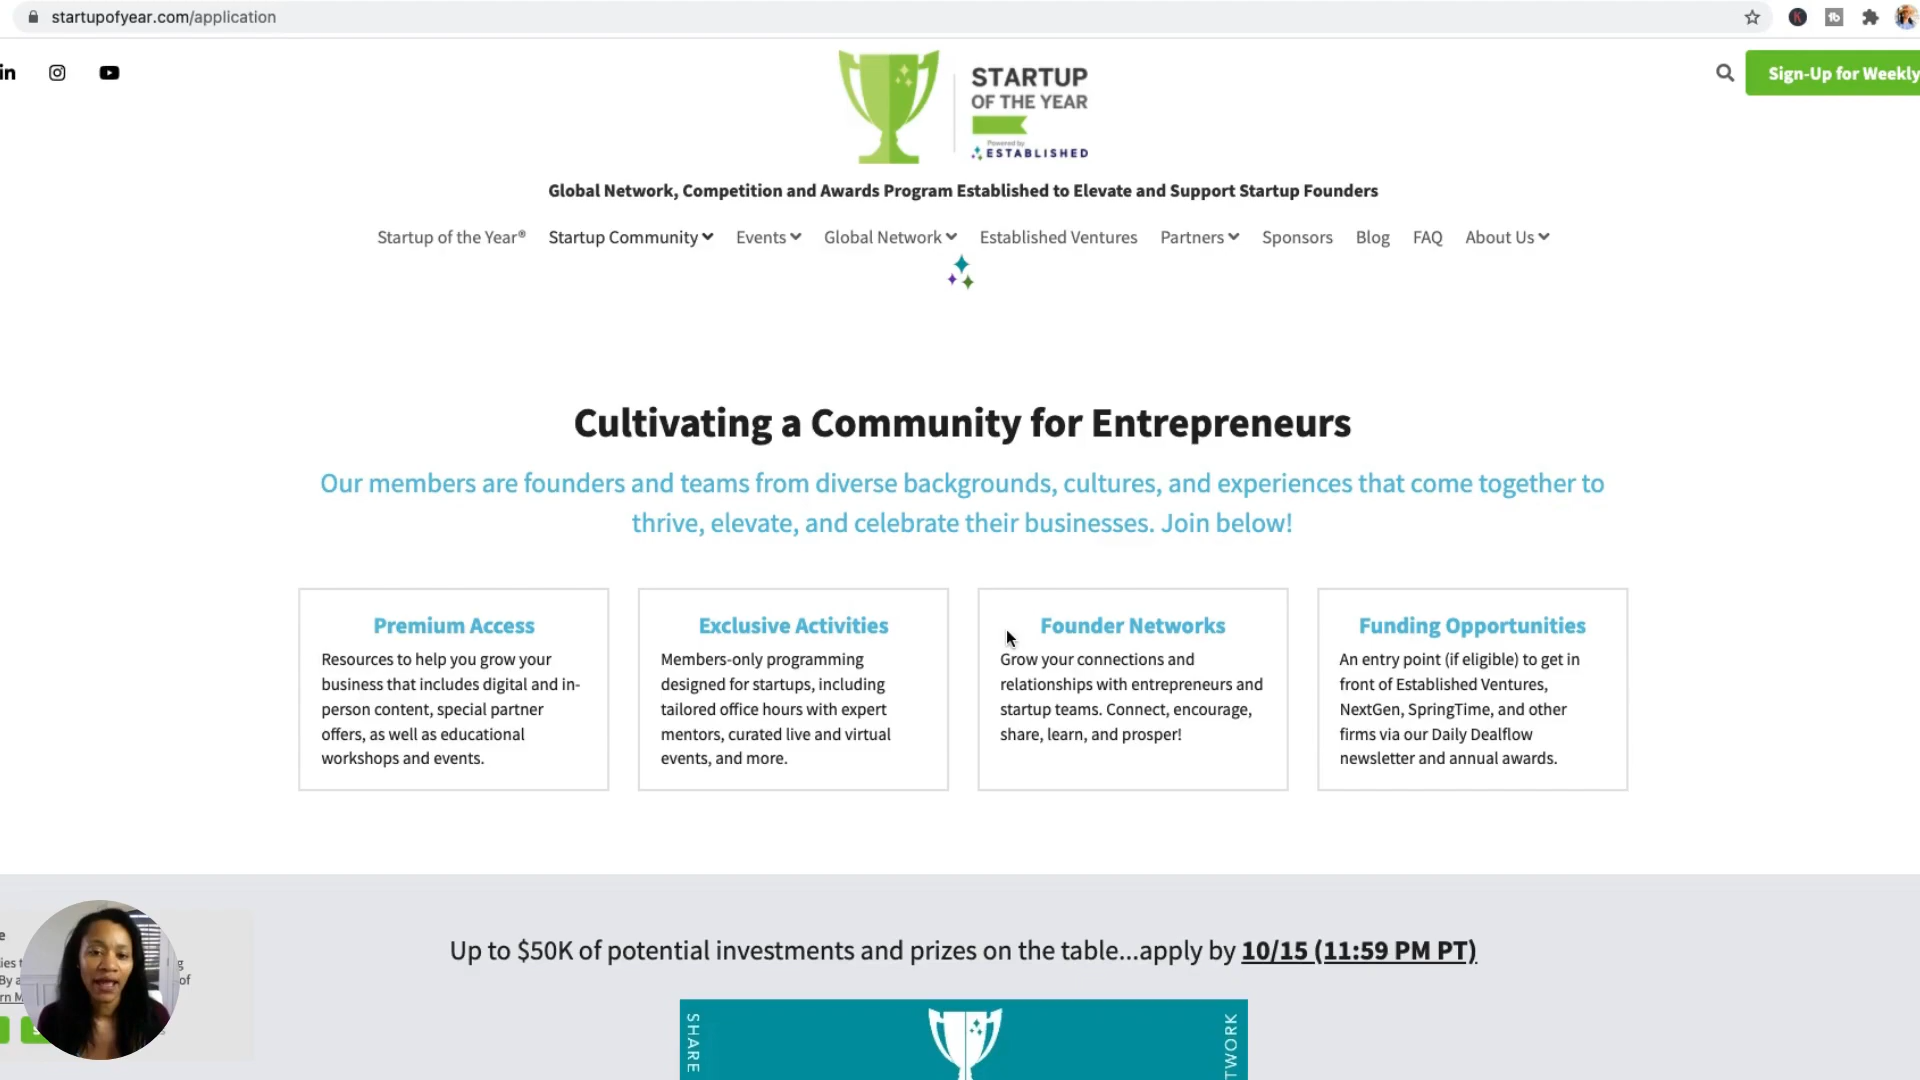 startupofyear.com/application
in
Sign-Up for Weekly
STARTUP
OF THE YEAR
Powered by
ESTABLISHED
Global Network, Competition and Awards Program Established to Elevate and Support Startup Founders
Startup of the Year® Startup Community Events Global Network Established Ventures Partners Sponsors Blog FAQ About Us
Cultivating a Community for Entrepreneurs
Our members are founders and teams from diverse backgrounds, cultures, and experiences that come together to
thrive, elevate, and celebrate their businesses. Join below!
Premium Access
Resources to help you grow your
business that includes digital and in-
person content, special partner
offers, as well as educational
workshops and events.
Exclusive Activities
Members-only programming
designed for startups, including
tailored office hours with expert
mentors, curated live and virtual
events, and more.
Founder Networks
Grow your connections and
relationships with entrepreneurs and
startup teams. Connect, encourage,
share, learn, and prosper!
Funding Opportunities
An entry point (if eligible) to get in
front of Established Ventures,
NextGen, SpringTime, and other
firms via our Daily Dealflow
newsletter and annual awards.
Up to $50K of potential investments and prizes on the table...apply by 10/15 (11:59 PM PT)
SHARE
TWORK
of